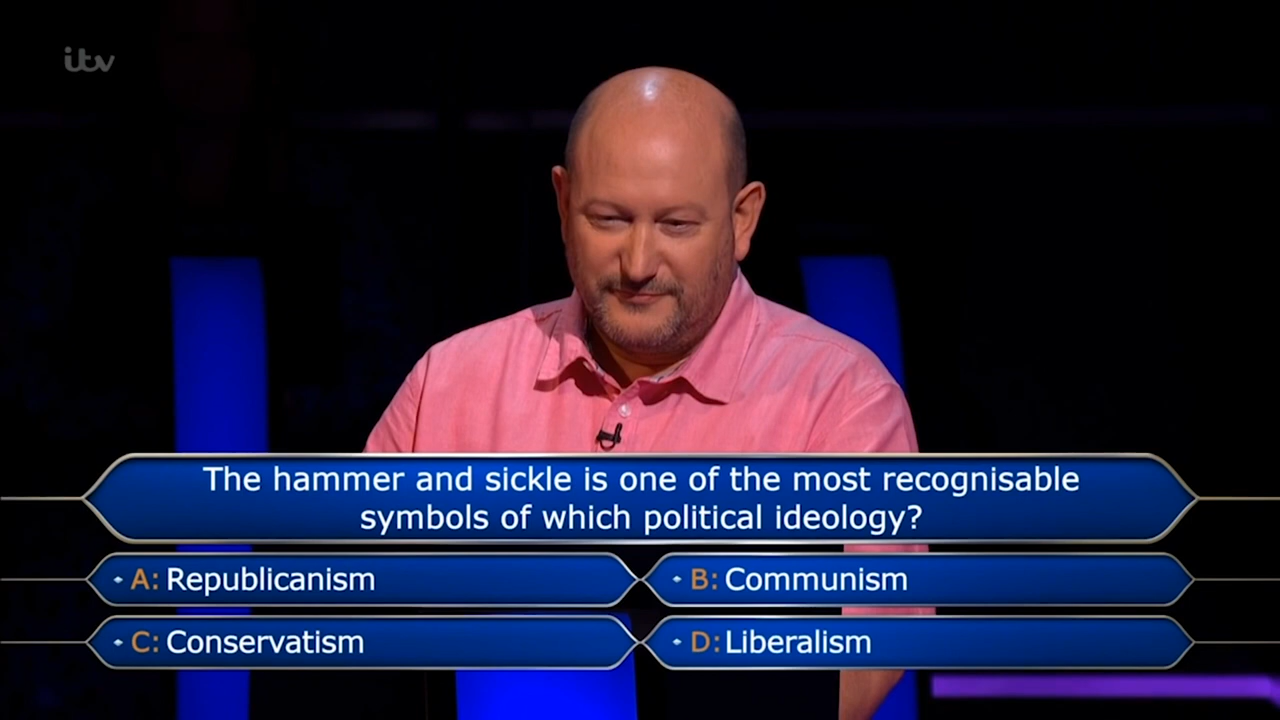 itv
The hammer and sickle is one of the most recognisable
symbols of which political ideology?
A: Republicanism
B: Communism
C: Conservatism
D: Liberalism